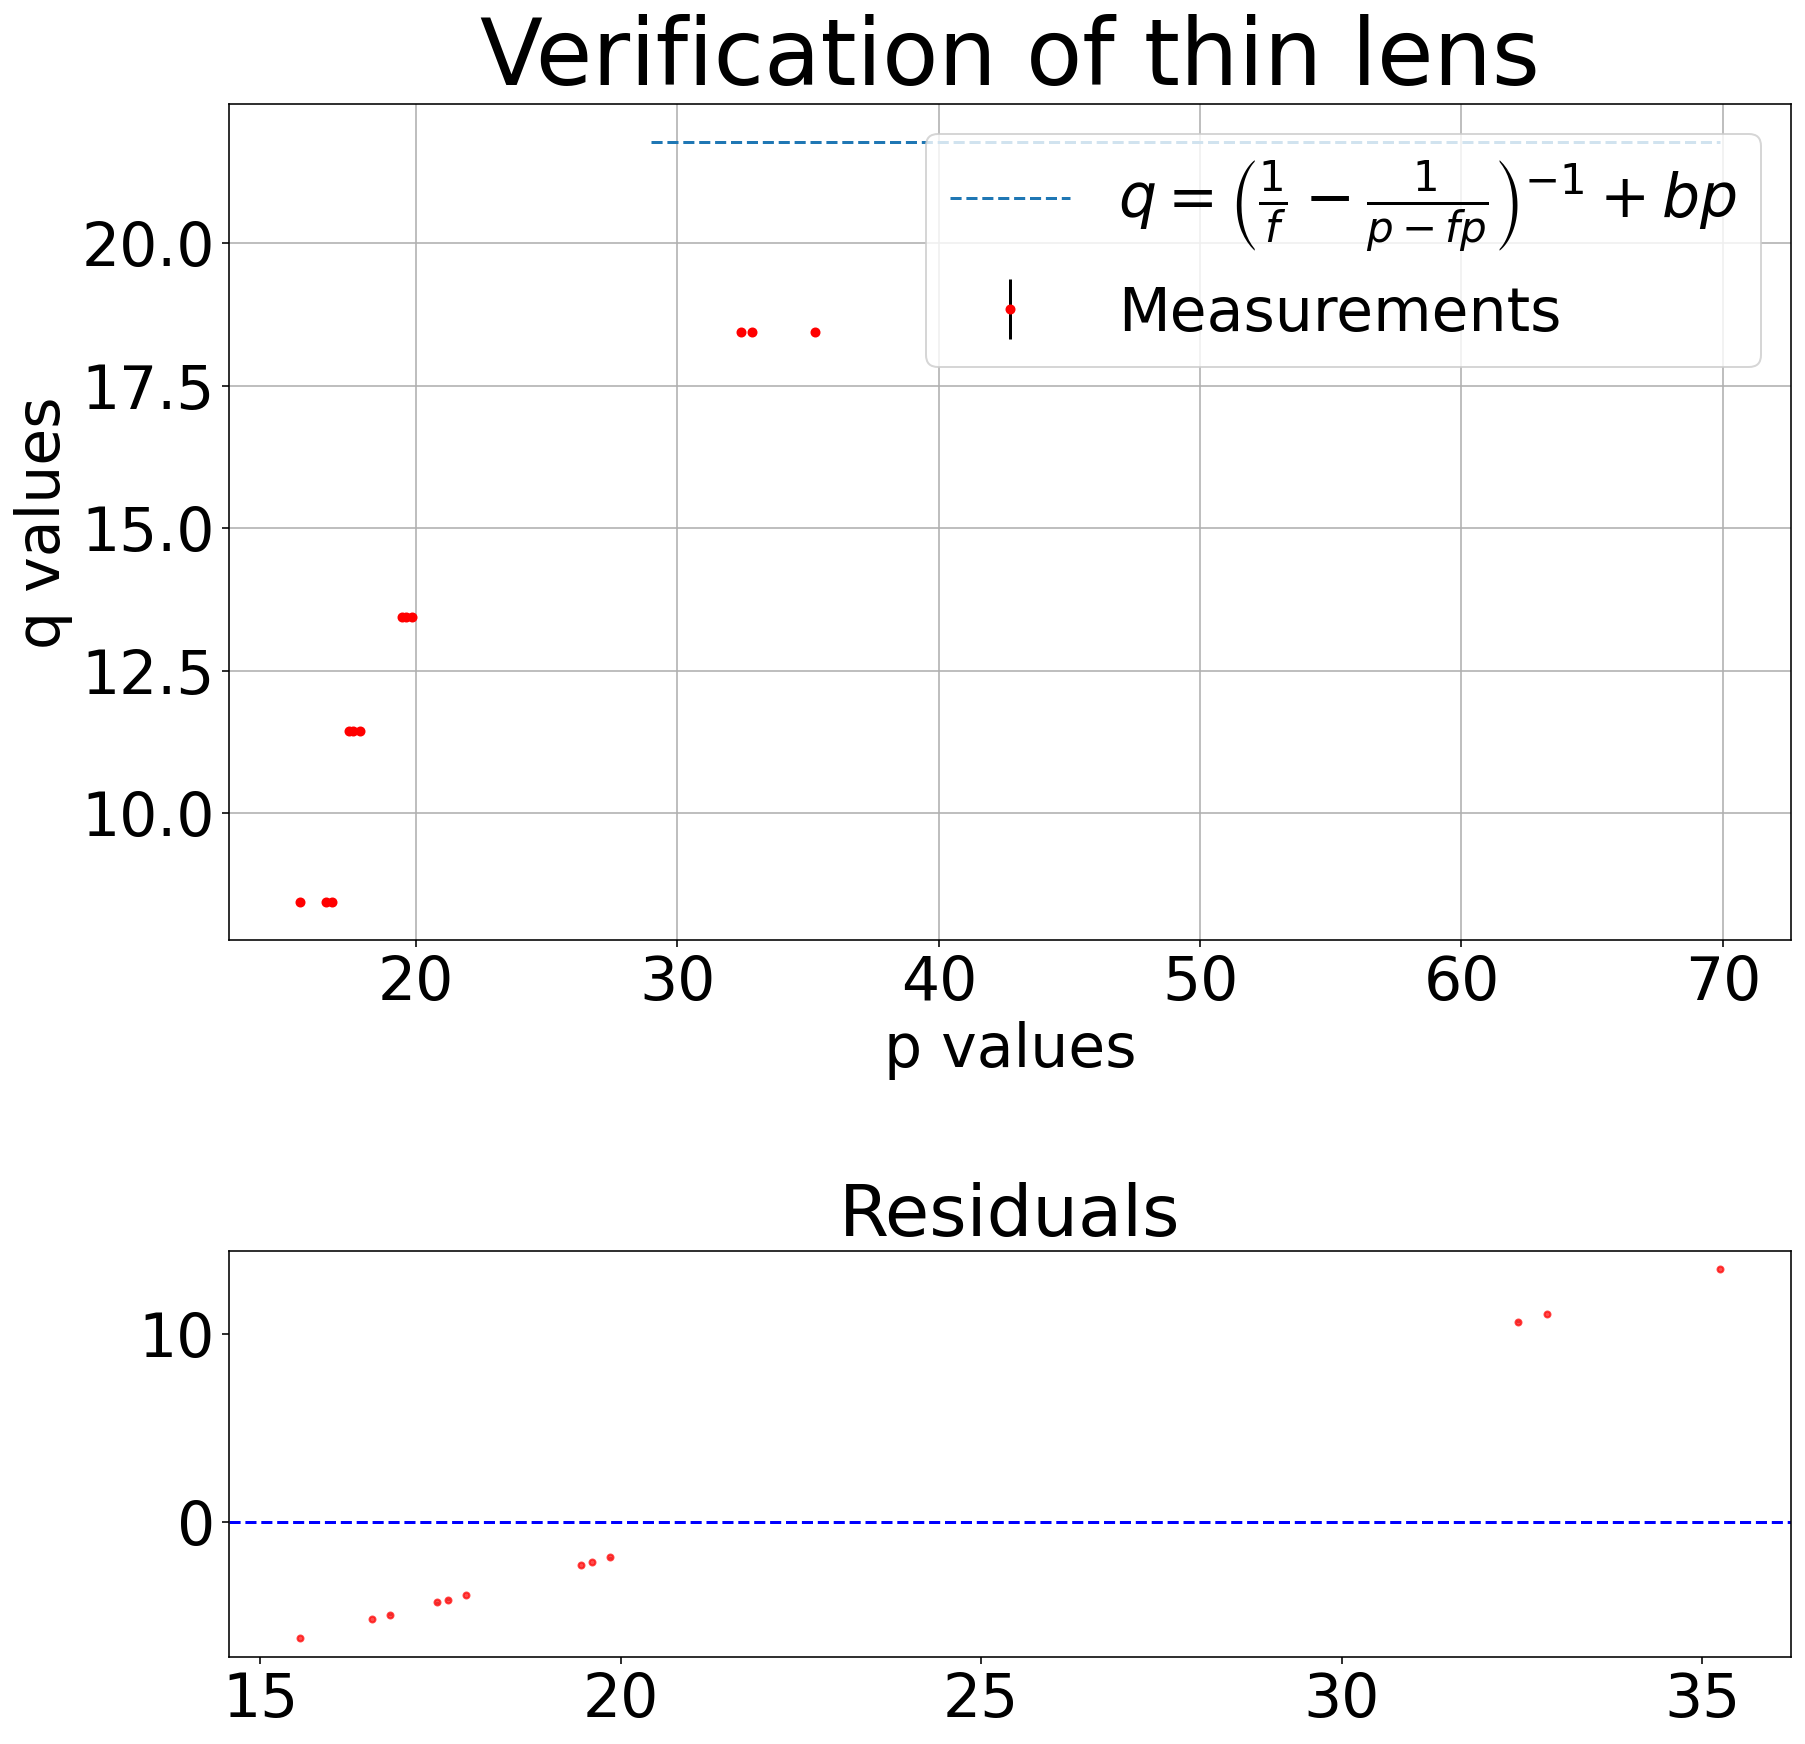 Verification of thin lens
q = (1/f − 1/(p − fp))⁻¹ + bp
Measurements
q values
20.0
17.5
15.0
12.5
10.0
20 30 40 50 60 70
p values
Residuals
10
0
15 20 25 30 35